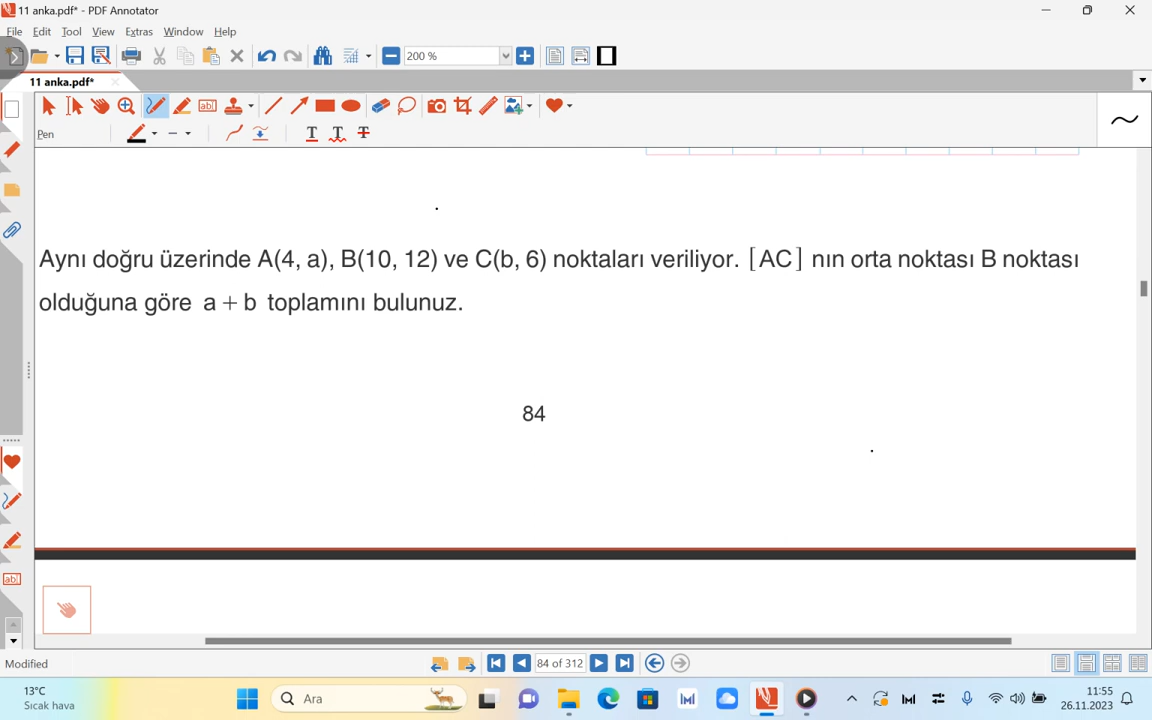 11 anka.pdf* - PDF Annotator
File Edit Tool View Extras Window Help
200 %
11 anka.pdf*
Pen
Aynı doğru üzerinde A(4, a), B(10, 12) ve C(b, 6) noktaları veriliyor. [AC] nın orta noktası B noktası
olduğuna göre a + b toplamını bulunuz.
84
Modified
84 of 312
13°C
Sıcak hava
Ara
11:55
26.11.2023